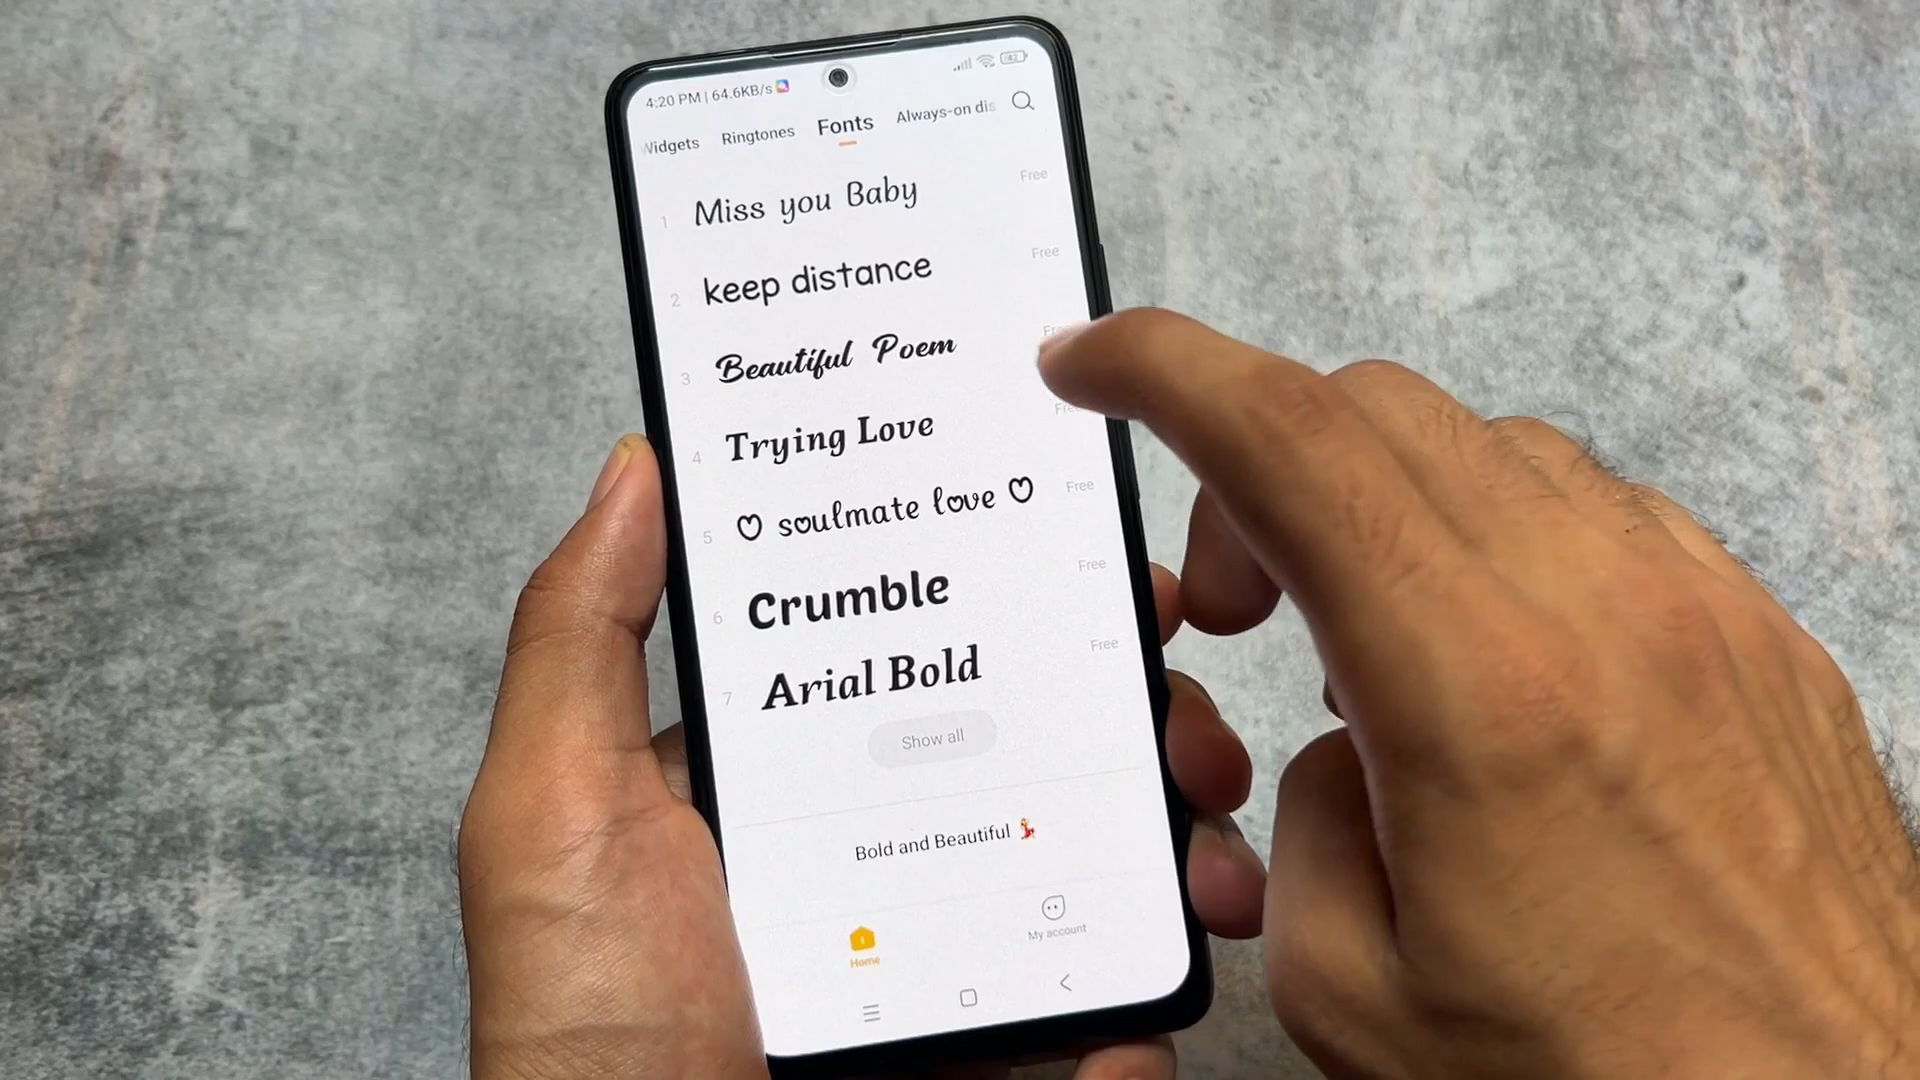 4:20 PM | 64.6KB/s
42
Widgets Ringtones Fonts Always-on dis
1 Miss you Baby Free
2 keep distance Free
3 Beautiful Poem
4 Trying Love
5 ♡ soulmate love ♡ Free
6 Crumble Free
7 Arial Bold Free
Show all
Bold and Beautiful 💃
Home My account